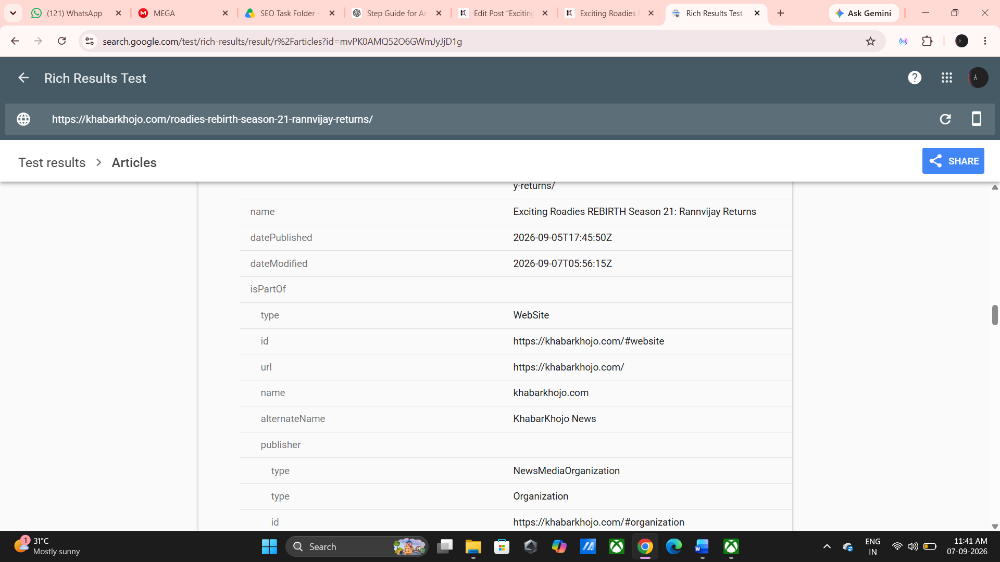 (121) WhatsApp
MEGA
SEO Task Folder -
Step Guide for Ar
Edit Post “Exciting
Exciting Roadies
Rich Results Test
Ask Gemini
search.google.com/test/rich-results/result/r%2Farticles?id=mvPK0AMQ52O6GWmJyJjD1g
Rich Results Test
https://khabarkhojo.com/roadies-rebirth-season-21-rannvijay-returns/
Test results > Articles
SHARE
y-returns/
name Exciting Roadies REBIRTH Season 21: Rannvijay Returns
datePublished 2026-09-05T17:45:50Z
dateModified 2026-09-07T05:56:15Z
isPartOf
type WebSite
id https://khabarkhojo.com/#website
url https://khabarkhojo.com/
name khabarkhojo.com
alternateName KhabarKhojo News
publisher
type NewsMediaOrganization
type Organization
id https://khabarkhojo.com/#organization
1
31°C
Mostly sunny
Search
ENG
IN
11:41 AM
07-09-2026